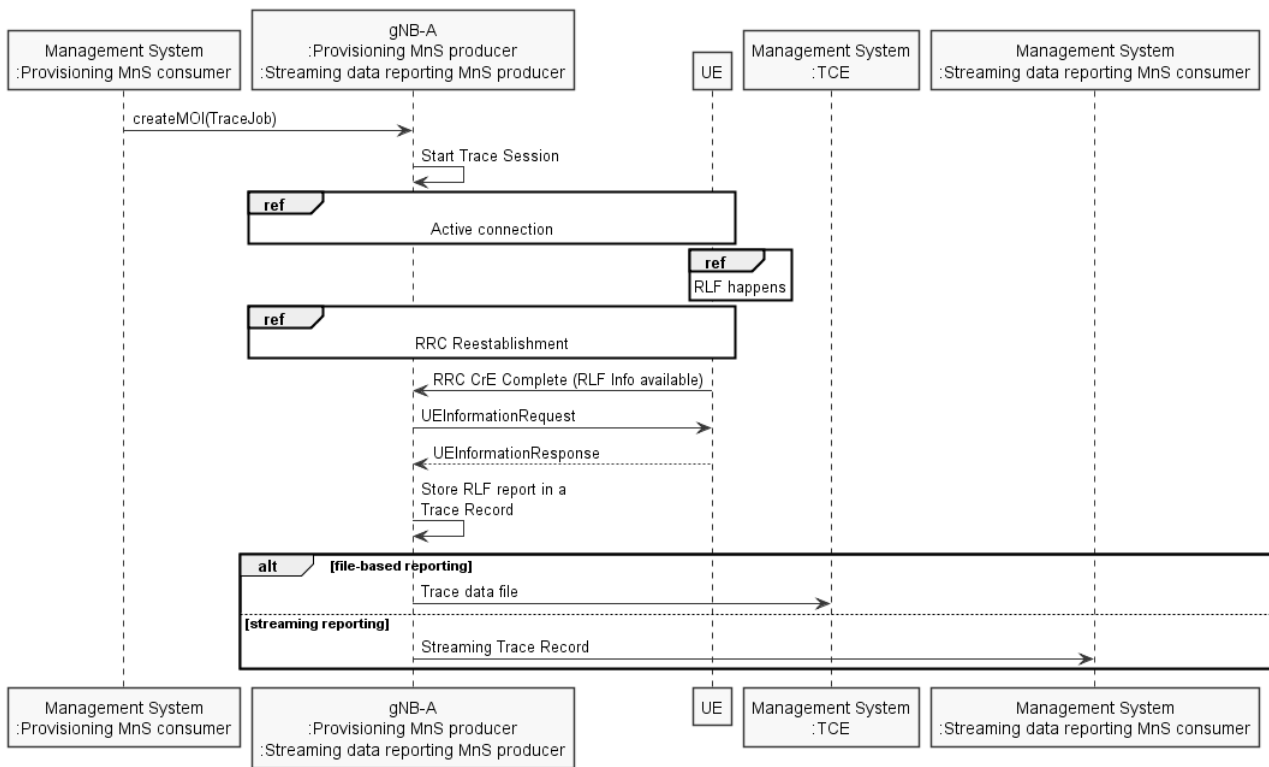 Management System
:Provisioning MnS consumer
gNB-A
:Provisioning MnS producer
:Streaming data reporting MnS producer
UE
Management System
:TCE
Management System
:Streaming data reporting MnS consumer
createMOI(TraceJob)
Start Trace Session
ref
Active connection
ref
RLF happens
ref
RRC Reestablishment
RRC CrE Complete (RLF Info available)
UEInformationRequest
UEInformationResponse
Store RLF report in a
Trace Record
alt [file-based reporting]
Trace data file
[streaming reporting]
Streaming Trace Record
Management System
:Provisioning MnS consumer
gNB-A
:Provisioning MnS producer
:Streaming data reporting MnS producer
UE
Management System
:TCE
Management System
:Streaming data reporting MnS consumer